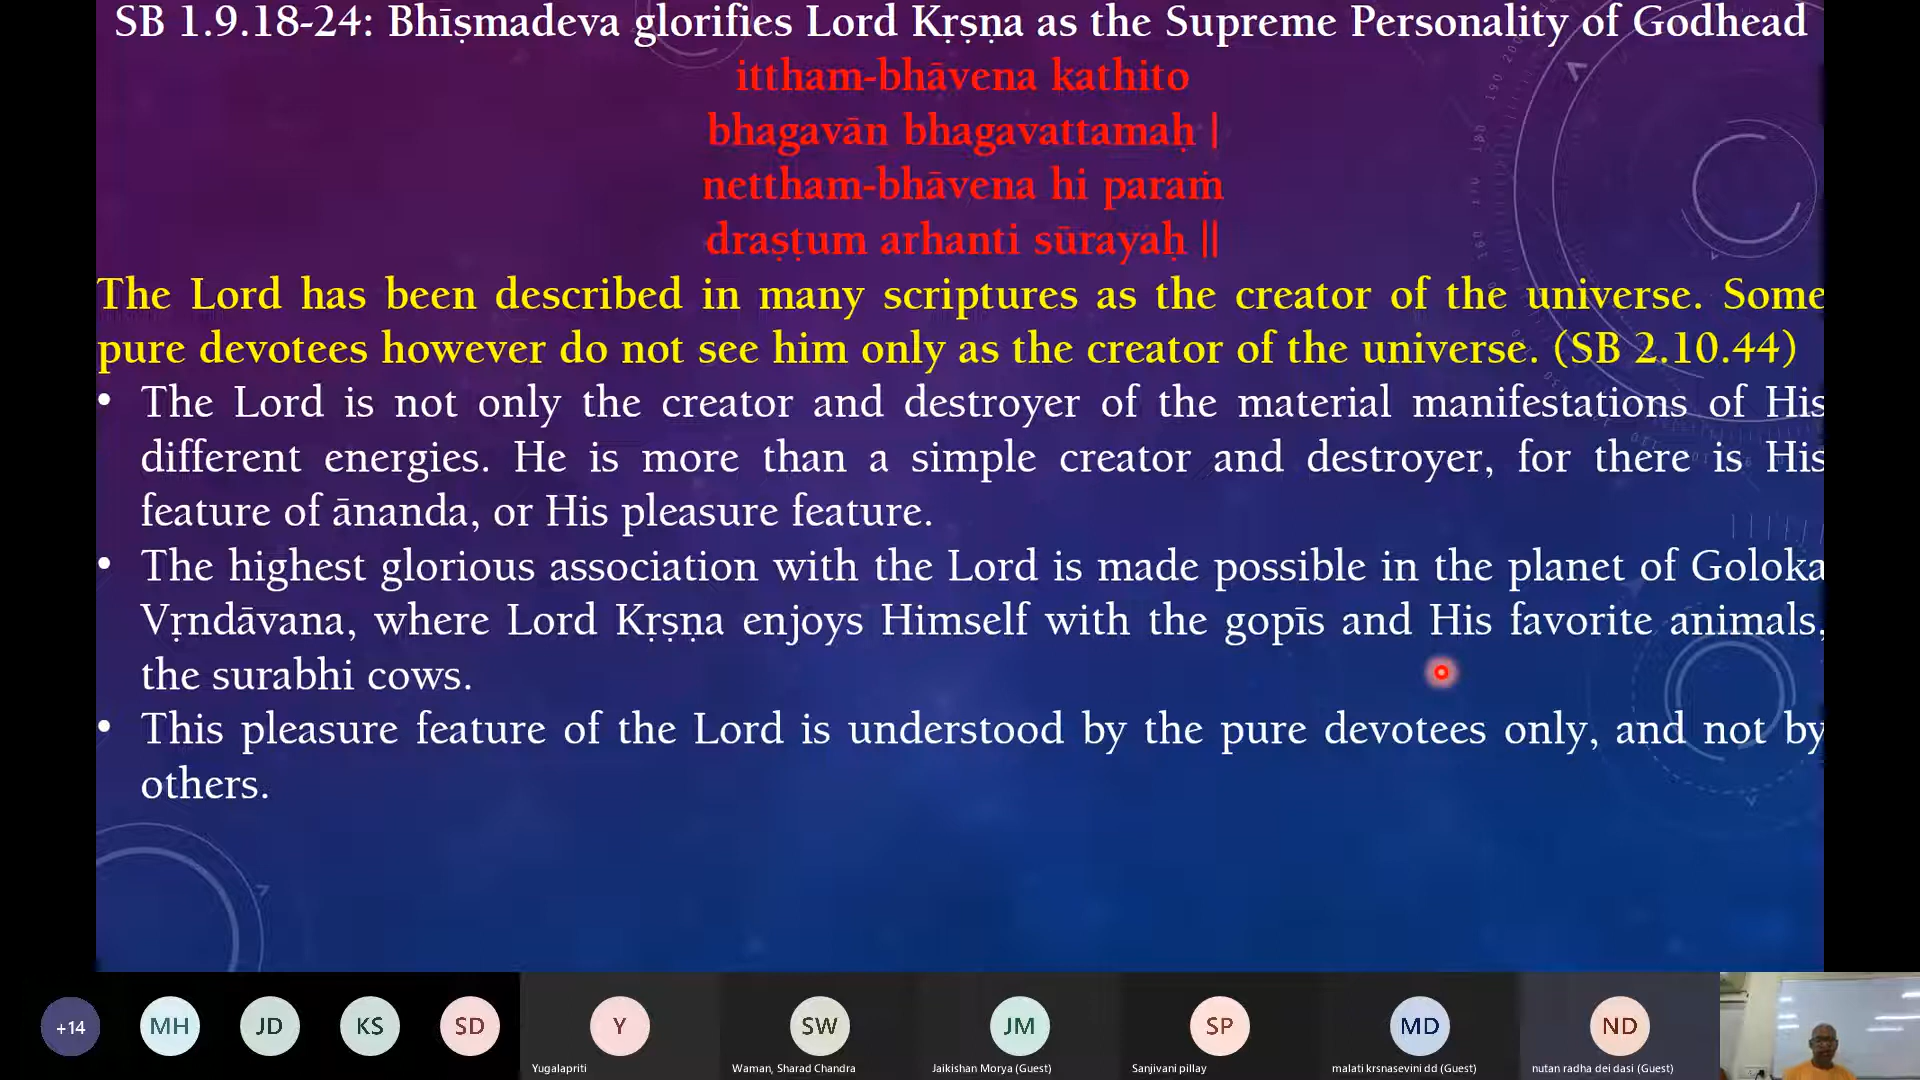 SB 1.9.18-24: Bhīṣmadeva glorifies Lord Kṛṣṇa as the Supreme Personality of Godhead
ittham-bhāvena kathito
bhagavān bhagavattamaḥ |
nettham-bhāvena hi paraṁ
draṣṭum arhanti sūrayaḥ ||
The Lord has been described in many scriptures as the creator of the universe. Some
pure devotees however do not see him only as the creator of the universe. (SB 2.10.44)
• The Lord is not only the creator and destroyer of the material manifestations of His
different energies. He is more than a simple creator and destroyer, for there is His
feature of ānanda, or His pleasure feature.
• The highest glorious association with the Lord is made possible in the planet of Goloka
Vṛndāvana, where Lord Kṛṣṇa enjoys Himself with the gopīs and His favorite animals,
the surabhi cows.
• This pleasure feature of the Lord is understood by the pure devotees only, and not by
others.
+14 MH JD KS SD Y SW JM SP MD ND
Yugalapriti Waman, Sharad Chandra Jaikishan Morya (Guest) Sanjivani pillay malati krsnasevini dd (Guest) nutan radha dei dasi (Guest)